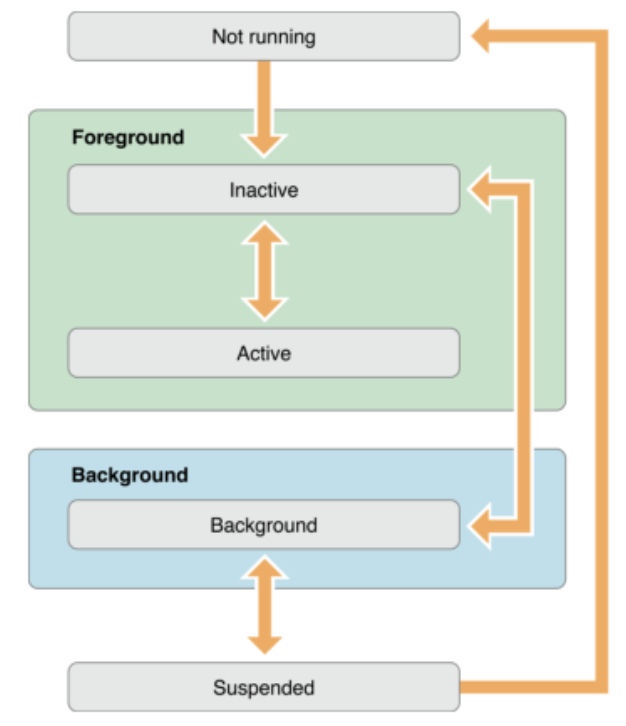 Not running
Foreground
Inactive
Active
Background
Background
Suspended